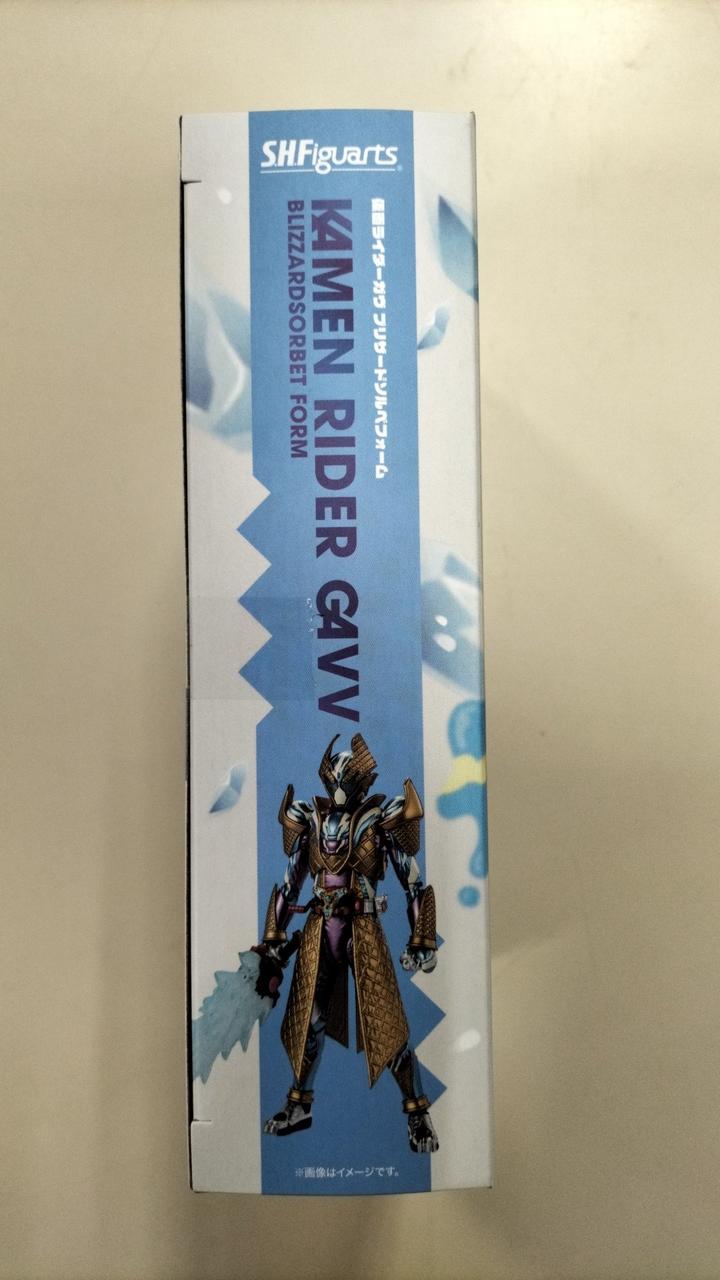 S.H.Figuarts
仮面ライダーガヴ ブリザードソルベフォーム
KAMEN RIDER GAVV
BLIZZARDSORBET FORM
※画像はイメージです。